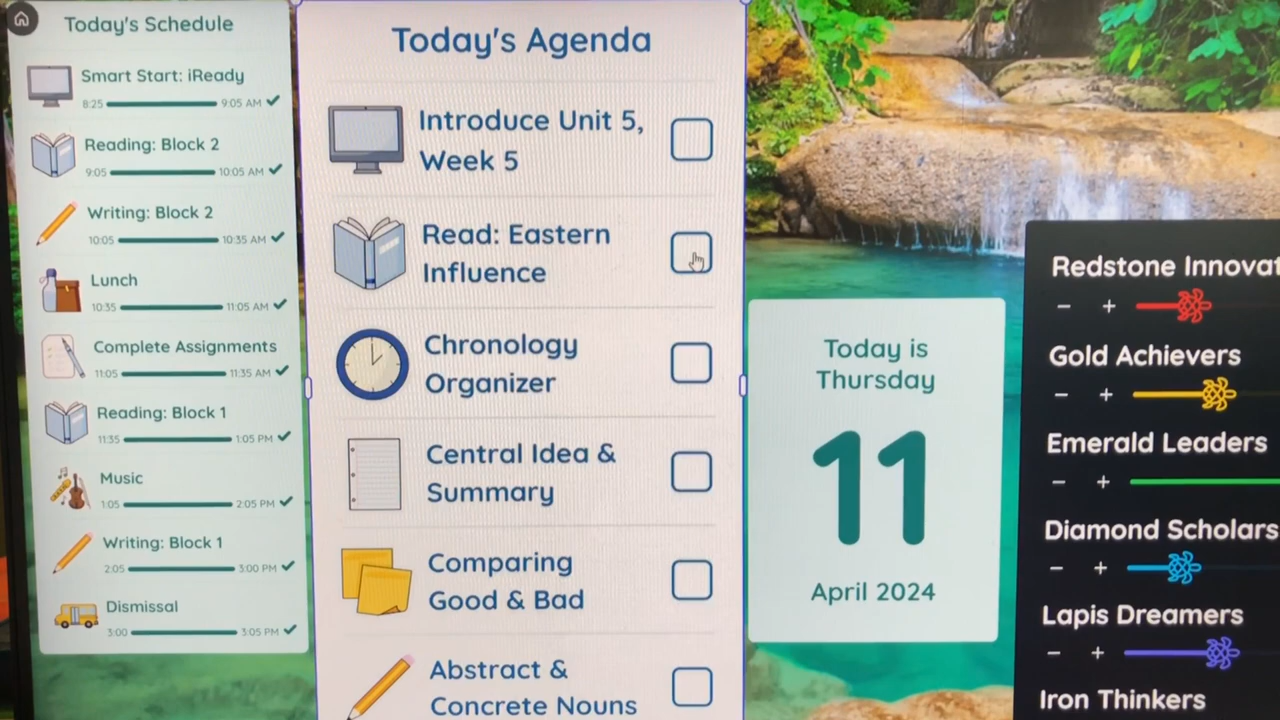 Today's Schedule
Smart Start: iReady
8:25 9:05 AM
Reading: Block 2
9:05 10:05 AM
Writing: Block 2
10:05 10:35 AM
Lunch
10:35 11:05 AM
Complete Assignments
11:05 11:35 AM
Reading: Block 1
11:35 1:05 PM
Music
1:05 2:05 PM
Writing: Block 1
2:05 3:00 PM
Dismissal
3:00 3:05 PM
Today's Agenda
Introduce Unit 5,
Week 5
Read: Eastern
Influence
Chronology
Organizer
Central Idea &
Summary
Comparing
Good & Bad
Abstract &
Concrete Nouns
Today is
Thursday
11
April 2024
Redstone Innovat
- +
Gold Achievers
- +
Emerald Leaders
- +
Diamond Scholars
- +
Lapis Dreamers
- +
Iron Thinkers